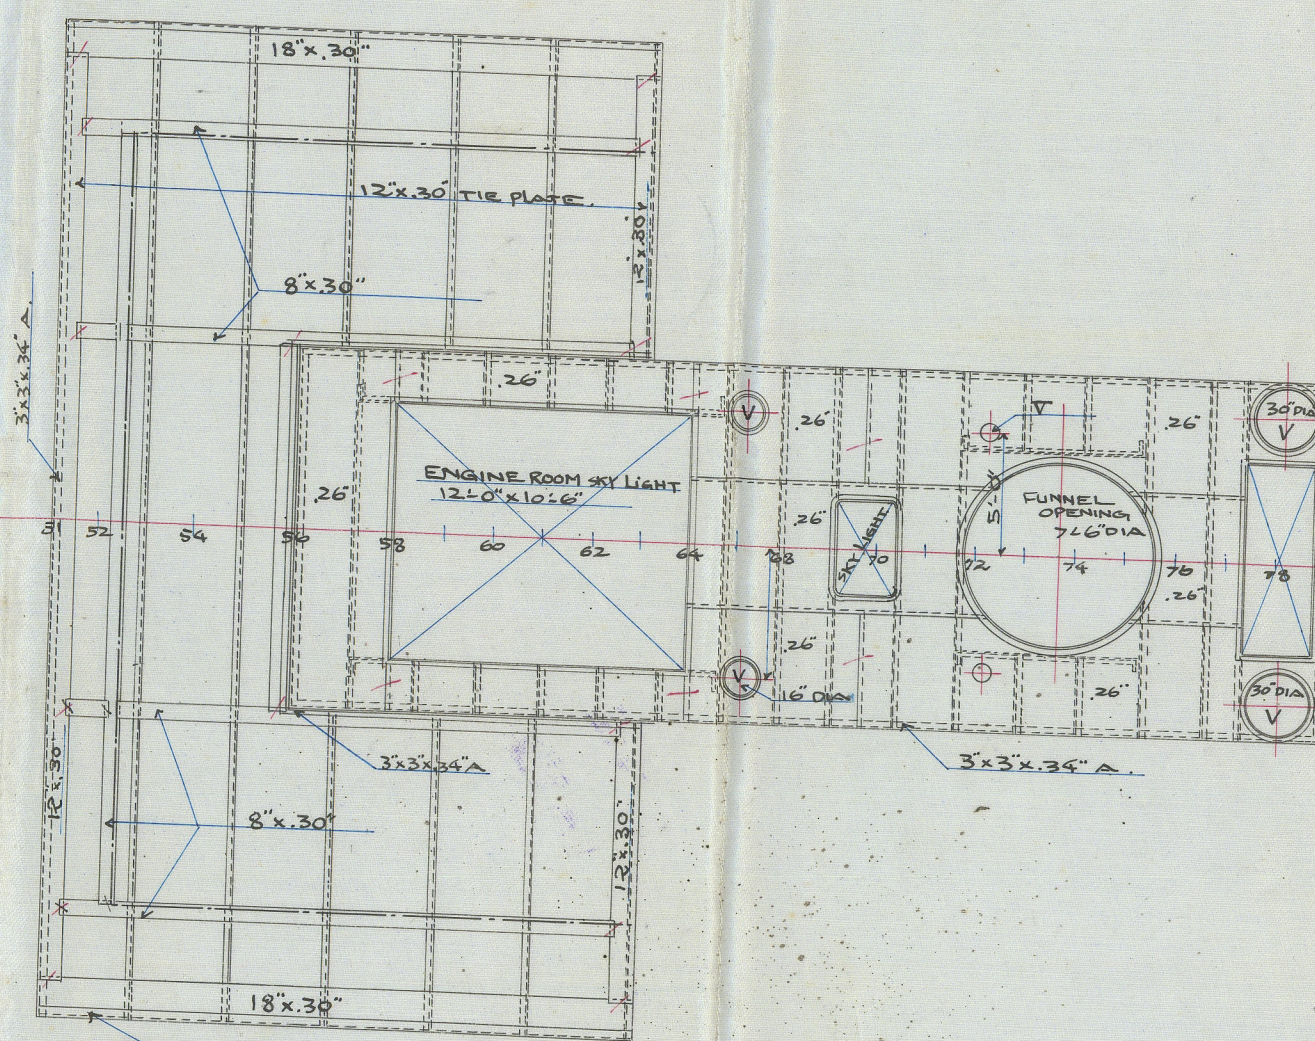 18"x.30"
12"x.30" TIE PLATE.
12"x.30"
8"x.30"
3"x3"x.34" A.
.26"
V
.26"
V
.26"
30" DIA
V
ENGINE ROOM SKY LIGHT
12'-0"x10'-6"
.26"
.26"
SKY LIGHT
5'-0"
FUNNEL
OPENING
7'-6" DIA
51 52 54 56 58 60 62 64 68 70 72 74 76 78
.26"
.26"
V
16" DIA
.26"
30" DIA
V
3"x3"x.34" A
3"x3"x.34" A.
12"x.30"
8"x.30"
12"x.30"
18"x.30"